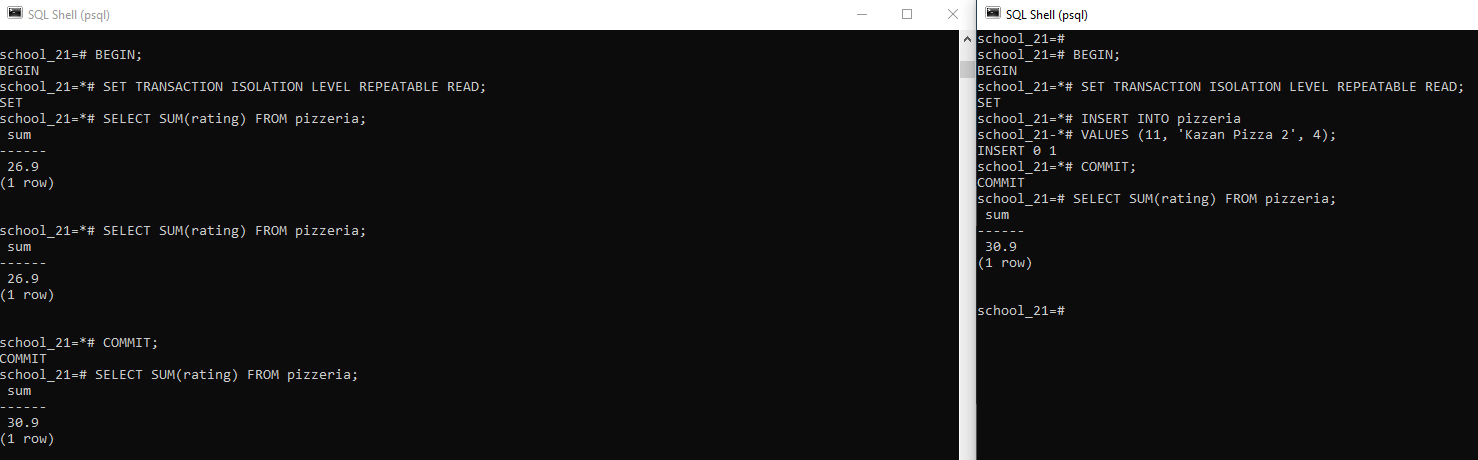 SQL Shell (psql)
school_21=# BEGIN;
BEGIN
school_21=*# SET TRANSACTION ISOLATION LEVEL REPEATABLE READ;
SET
school_21=*# SELECT SUM(rating) FROM pizzeria;
sum
------
26.9
(1 row)
school_21=*# SELECT SUM(rating) FROM pizzeria;
sum
------
26.9
(1 row)
school_21=*# COMMIT;
COMMIT
school_21=# SELECT SUM(rating) FROM pizzeria;
sum
------
30.9
(1 row)
SQL Shell (psql)
school_21=#
school_21=# BEGIN;
BEGIN
school_21=*# SET TRANSACTION ISOLATION LEVEL REPEATABLE READ;
SET
school_21=*# INSERT INTO pizzeria
school_21-*# VALUES (11, 'Kazan Pizza 2', 4);
INSERT 0 1
school_21=*# COMMIT;
COMMIT
school_21=# SELECT SUM(rating) FROM pizzeria;
sum
------
30.9
(1 row)
school_21=#